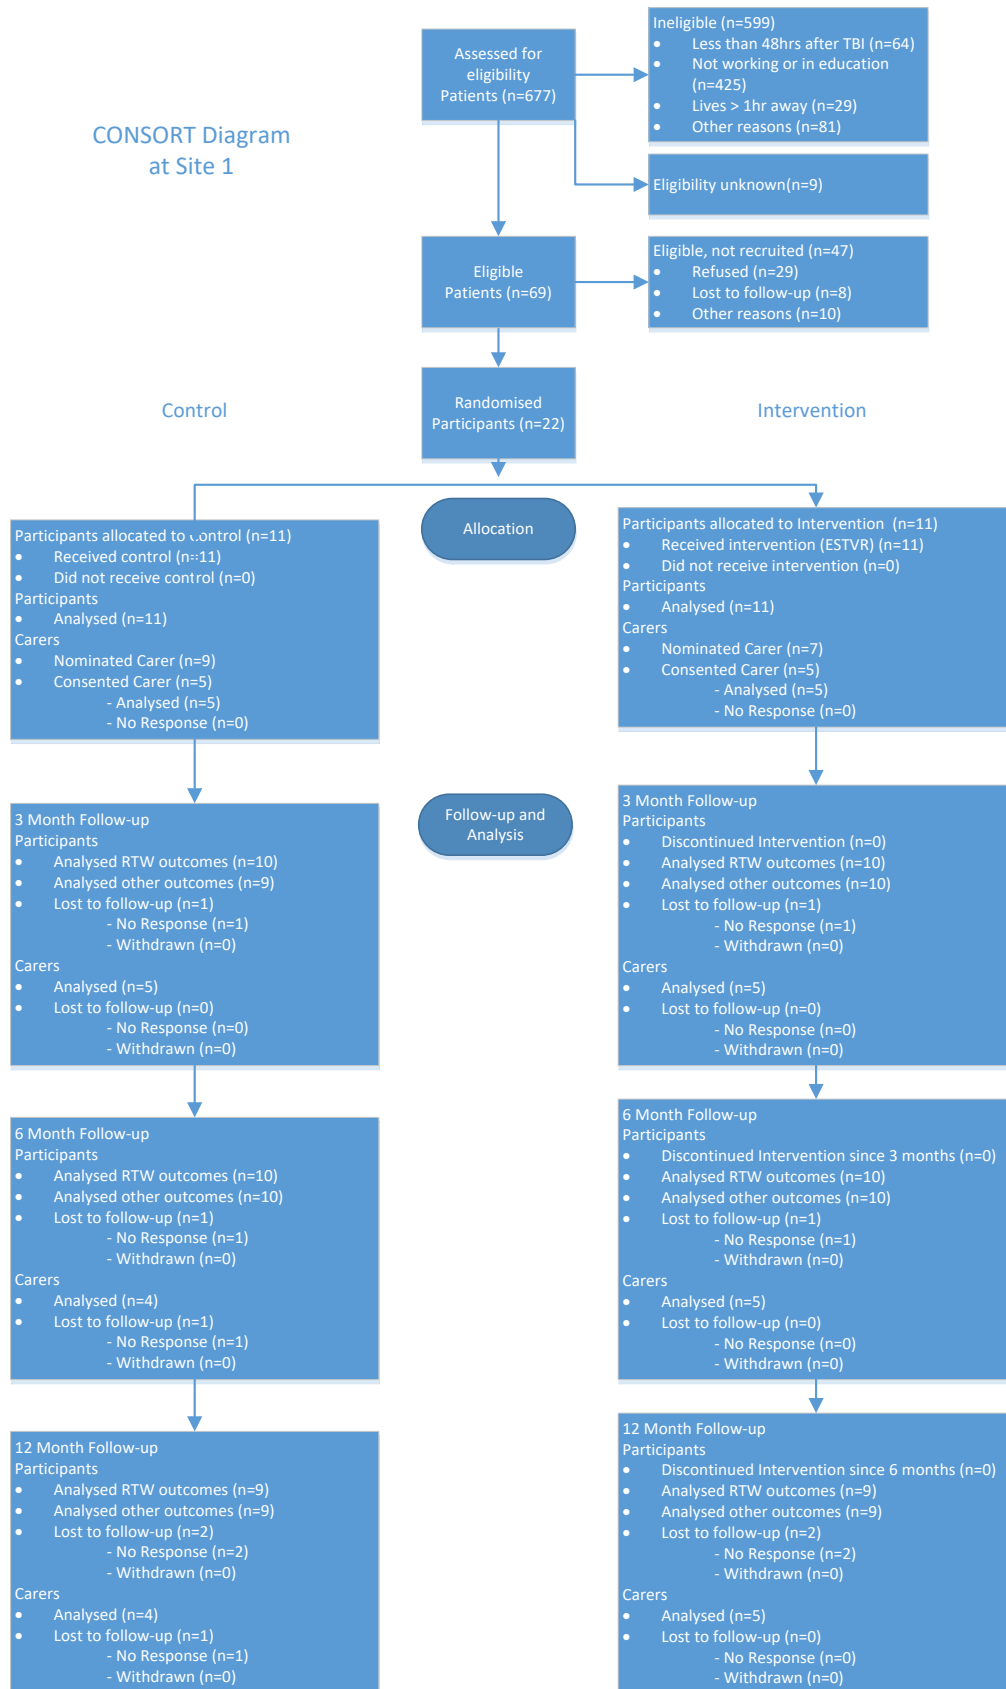 Assessed for
eligibility
Patients (n=677)
Ineligible (n=599)
• Less than 48hrs after TBI (n=64)
• Not working or in education
(n=425)
• Lives > 1hr away (n=29)
• Other reasons (n=81)
CONSORT Diagram
at Site 1
Eligibility unknown(n=9)
Eligible
Patients (n=69)
Eligible, not recruited (n=47)
• Refused (n=29)
• Lost to follow-up (n=8)
• Other reasons (n=10)
Randomised
Participants (n=22)
Control
Intervention
Allocation
Participants allocated to control (n=11)
• Received control (n=11)
• Did not receive control (n=0)
Participants
• Analysed (n=11)
Carers
• Nominated Carer (n=9)
• Consented Carer (n=5)
- Analysed (n=5)
- No Response (n=0)
Participants allocated to Intervention (n=11)
• Received intervention (ESTVR) (n=11)
• Did not receive intervention (n=0)
Participants
• Analysed (n=11)
Carers
• Nominated Carer (n=7)
• Consented Carer (n=5)
- Analysed (n=5)
- No Response (n=0)
Follow-up and
Analysis
3 Month Follow-up
Participants
• Analysed RTW outcomes (n=10)
• Analysed other outcomes (n=9)
• Lost to follow-up (n=1)
- No Response (n=1)
- Withdrawn (n=0)
Carers
• Analysed (n=5)
• Lost to follow-up (n=0)
- No Response (n=0)
- Withdrawn (n=0)
3 Month Follow-up
Participants
• Discontinued Intervention (n=0)
• Analysed RTW outcomes (n=10)
• Analysed other outcomes (n=10)
• Lost to follow-up (n=1)
- No Response (n=1)
- Withdrawn (n=0)
Carers
• Analysed (n=5)
• Lost to follow-up (n=0)
- No Response (n=0)
- Withdrawn (n=0)
6 Month Follow-up
Participants
• Analysed RTW outcomes (n=10)
• Analysed other outcomes (n=10)
• Lost to follow-up (n=1)
- No Response (n=1)
- Withdrawn (n=0)
Carers
• Analysed (n=4)
• Lost to follow-up (n=1)
- No Response (n=1)
- Withdrawn (n=0)
6 Month Follow-up
Participants
• Discontinued Intervention since 3 months (n=0)
• Analysed RTW outcomes (n=10)
• Analysed other outcomes (n=10)
• Lost to follow-up (n=1)
- No Response (n=1)
- Withdrawn (n=0)
Carers
• Analysed (n=5)
• Lost to follow-up (n=0)
- No Response (n=0)
- Withdrawn (n=0)
12 Month Follow-up
Participants
• Analysed RTW outcomes (n=9)
• Analysed other outcomes (n=9)
• Lost to follow-up (n=2)
- No Response (n=2)
- Withdrawn (n=0)
Carers
• Analysed (n=4)
• Lost to follow-up (n=1)
- No Response (n=1)
- Withdrawn (n=0)
12 Month Follow-up
Participants
• Discontinued Intervention since 6 months (n=0)
• Analysed RTW outcomes (n=9)
• Analysed other outcomes (n=9)
• Lost to follow-up (n=2)
- No Response (n=2)
- Withdrawn (n=0)
Carers
• Analysed (n=5)
• Lost to follow-up (n=0)
- No Response (n=0)
- Withdrawn (n=0)